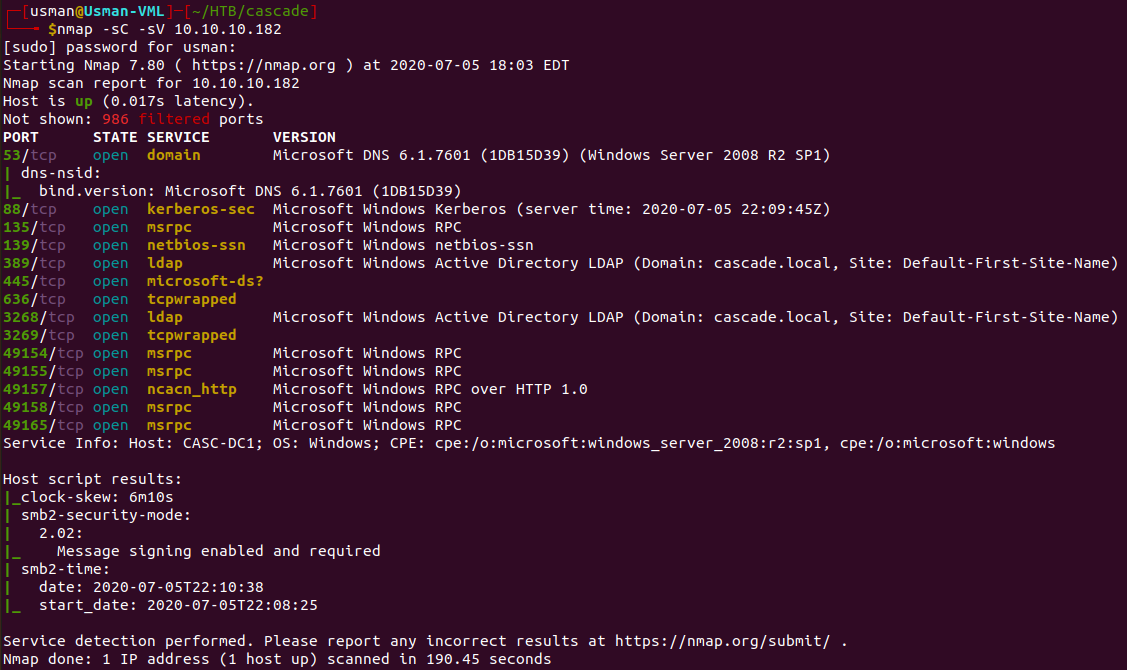 ┌─[usman@Usman-VML]─[~/HTB/cascade]
└──╼ $nmap -sC -sV 10.10.10.182
[sudo] password for usman:
Starting Nmap 7.80 ( https://nmap.org ) at 2020-07-05 18:03 EDT
Nmap scan report for 10.10.10.182
Host is up (0.017s latency).
Not shown: 986 filtered ports
PORT      STATE SERVICE       VERSION
53/tcp    open  domain        Microsoft DNS 6.1.7601 (1DB15D39) (Windows Server 2008 R2 SP1)
| dns-nsid:
|_  bind.version: Microsoft DNS 6.1.7601 (1DB15D39)
88/tcp    open  kerberos-sec  Microsoft Windows Kerberos (server time: 2020-07-05 22:09:45Z)
135/tcp   open  msrpc         Microsoft Windows RPC
139/tcp   open  netbios-ssn   Microsoft Windows netbios-ssn
389/tcp   open  ldap          Microsoft Windows Active Directory LDAP (Domain: cascade.local, Site: Default-First-Site-Name)
445/tcp   open  microsoft-ds?
636/tcp   open  tcpwrapped
3268/tcp  open  ldap          Microsoft Windows Active Directory LDAP (Domain: cascade.local, Site: Default-First-Site-Name)
3269/tcp  open  tcpwrapped
49154/tcp open  msrpc         Microsoft Windows RPC
49155/tcp open  msrpc         Microsoft Windows RPC
49157/tcp open  ncacn_http    Microsoft Windows RPC over HTTP 1.0
49158/tcp open  msrpc         Microsoft Windows RPC
49165/tcp open  msrpc         Microsoft Windows RPC
Service Info: Host: CASC-DC1; OS: Windows; CPE: cpe:/o:microsoft:windows_server_2008:r2:sp1, cpe:/o:microsoft:windows

Host script results:
|_clock-skew: 6m10s
| smb2-security-mode:
|   2.02:
|_    Message signing enabled and required
| smb2-time:
|   date: 2020-07-05T22:10:38
|_  start_date: 2020-07-05T22:08:25

Service detection performed. Please report any incorrect results at https://nmap.org/submit/ .
Nmap done: 1 IP address (1 host up) scanned in 190.45 seconds